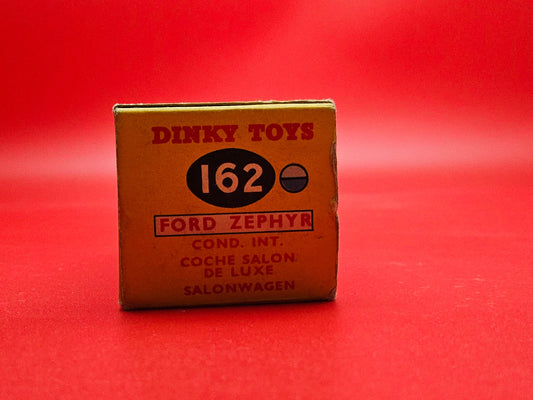 DINKY TOYS
162
FORD ZEPHYR
COND. INT.
COCHE SALON
DE LUXE
SALONWAGEN